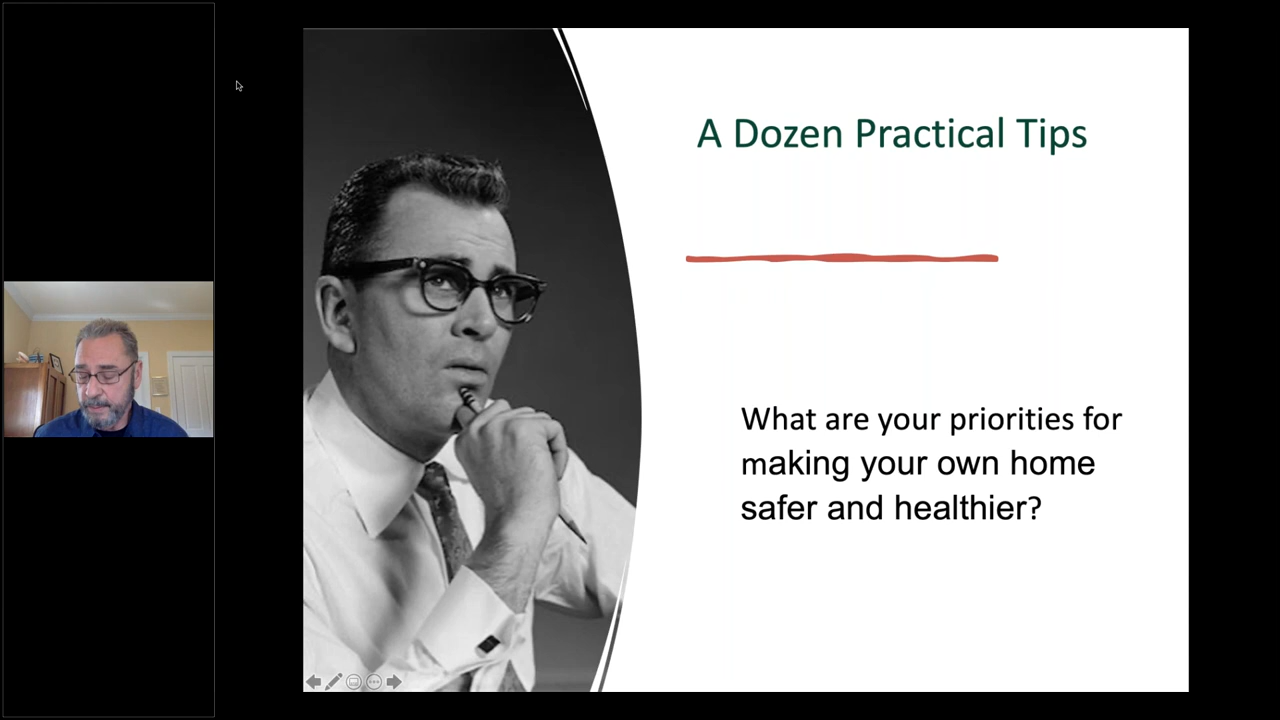 A Dozen Practical Tips
What are your priorities for
making your own home
safer and healthier?